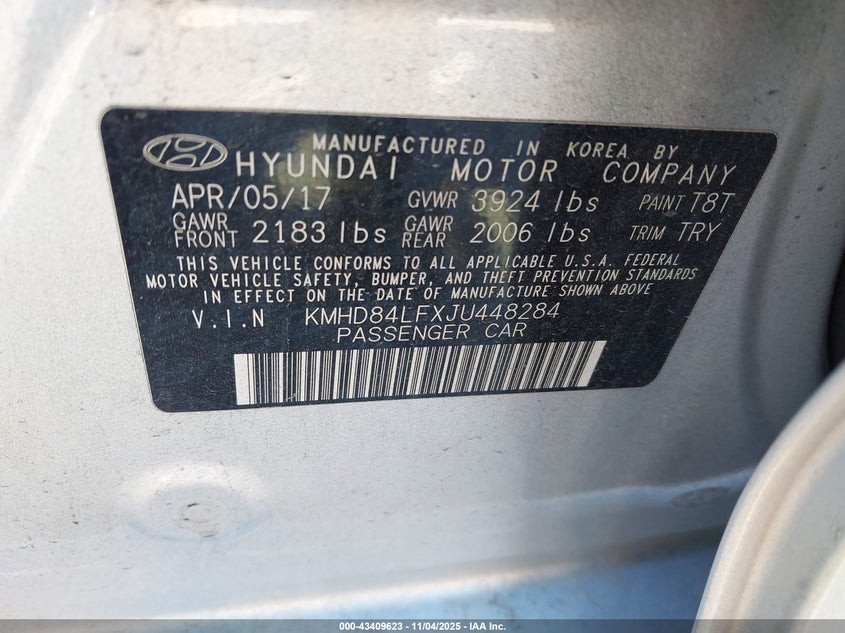 MANUFACTURED IN KOREA BY
HYUNDAI MOTOR COMPANY
APR/05/17 GVWR 3924 lbs PAINT T8T
GAWR FRONT 2183 lbs GAWR REAR 2006 lbs TRIM TRY
THIS VEHICLE CONFORMS TO ALL APPLICABLE U.S.A. FEDERAL
MOTOR VEHICLE SAFETY, BUMPER, AND THEFT PREVENTION STANDARDS
IN EFFECT ON THE DATE OF MANUFACTURE SHOWN ABOVE
V.I.N KMHD84LFXJU448284
PASSENGER CAR
000-43409623 - 11/04/2025 - IAA Inc.